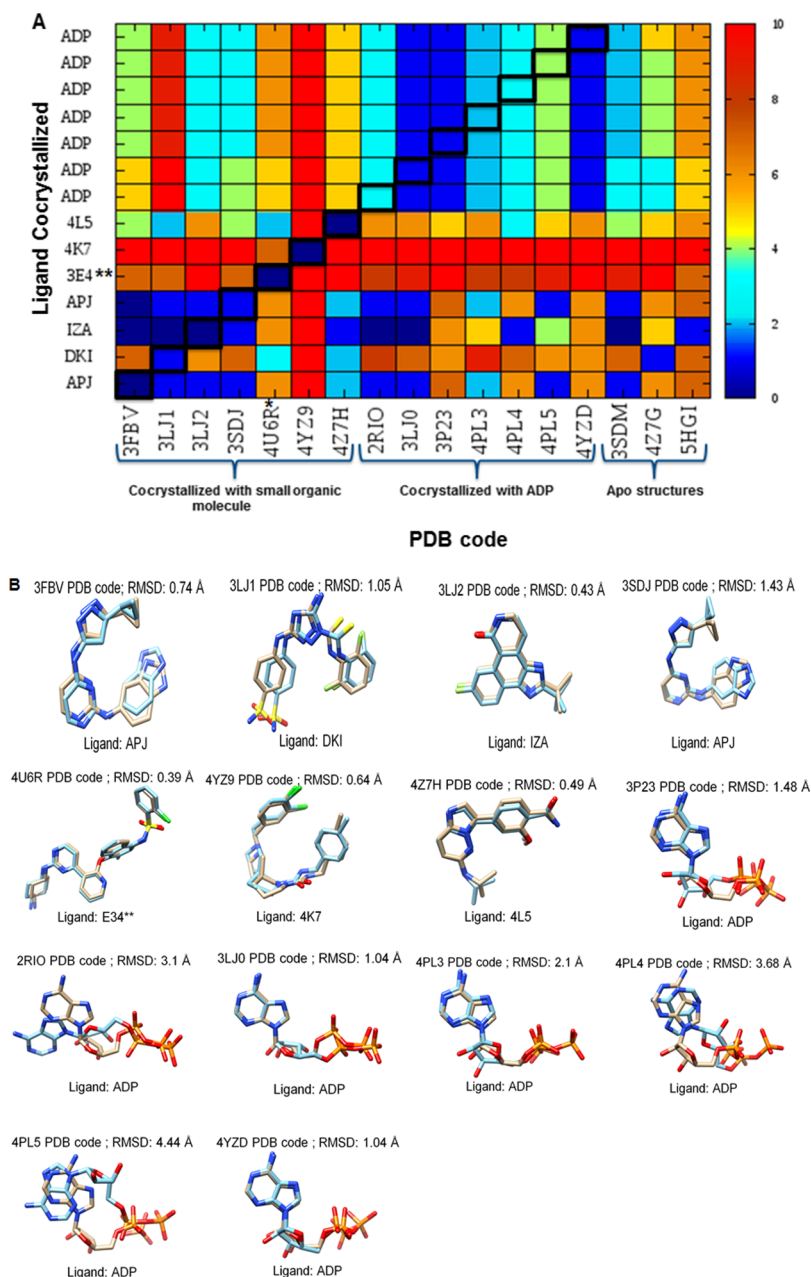 A
Ligand Cocrystallized
ADP
ADP
ADP
ADP
ADP
ADP
ADP
4L5
4K7
3E4**
APJ
IZA
DKI
APJ
10
8
6
4
2
0
3FBV
3LJ1
3LJ2
3SDJ
4U6R*
4YZ9
4Z7H
2RIO
3LJ0
3P23
4PL3
4PL4
4PL5
4YZD
3SDM
4Z7G
5HGI
Cocrystallized with small organic
molecule
Cocrystallized with ADP
Apo structures
PDB code
B
3FBV PDB code; RMSD: 0.74 Å
3LJ1 PDB code ; RMSD: 1.05 Å
3LJ2 PDB code ; RMSD: 0.43 Å
3SDJ PDB code ; RMSD: 1.43 Å
Ligand: APJ
Ligand: DKI
Ligand: IZA
Ligand: APJ
4U6R PDB code ; RMSD: 0.39 Å
4YZ9 PDB code ; RMSD: 0.64 Å
4Z7H PDB code ; RMSD: 0.49 Å
3P23 PDB code ; RMSD: 1.48 Å
Ligand: E34**
Ligand: 4K7
Ligand: 4L5
Ligand: ADP
2RIO PDB code ; RMSD: 3.1 Å
3LJ0 PDB code ; RMSD: 1.04 Å
4PL3 PDB code ; RMSD: 2.1 Å
4PL4 PDB code ; RMSD: 3.68 Å
Ligand: ADP
Ligand: ADP
Ligand: ADP
Ligand: ADP
4PL5 PDB code ; RMSD: 4.44 Å
4YZD PDB code ; RMSD: 1.04 Å
Ligand: ADP
Ligand: ADP